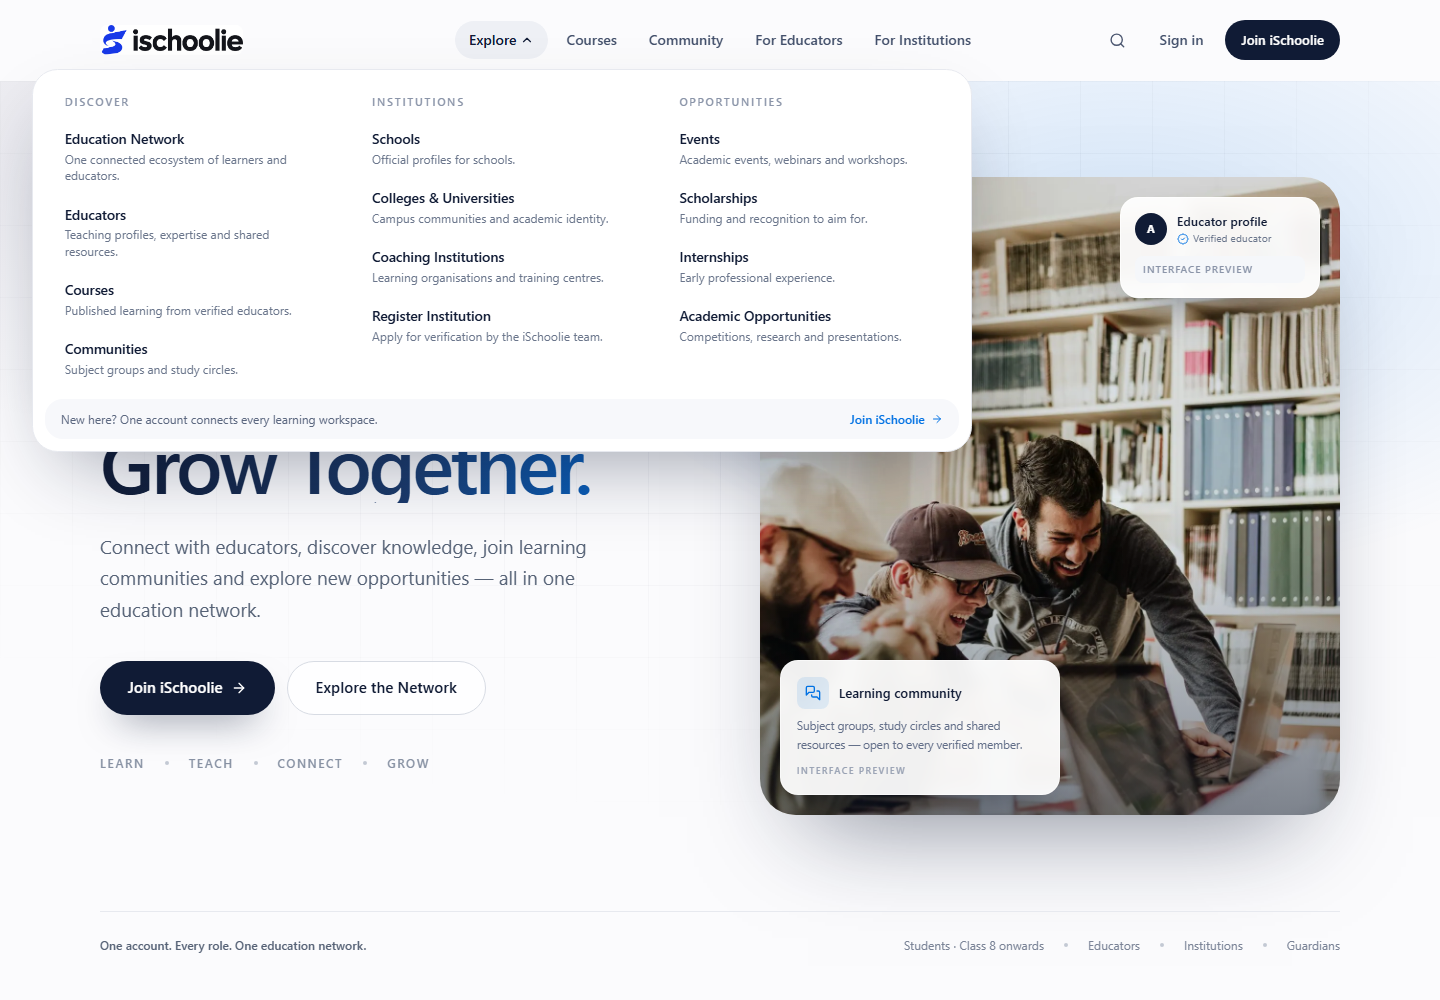 ischoolie
Explore
Courses
Community
For Educators
For Institutions
Sign in
Join iSchoolie
DISCOVER
Education Network
One connected ecosystem of learners and
educators.
Educators
Teaching profiles, expertise and shared
resources.
Courses
Published learning from verified educators.
Communities
Subject groups and study circles.
INSTITUTIONS
Schools
Official profiles for schools.
Colleges & Universities
Campus communities and academic identity.
Coaching Institutions
Learning organisations and training centres.
Register Institution
Apply for verification by the iSchoolie team.
OPPORTUNITIES
Events
Academic events, webinars and workshops.
Scholarships
Funding and recognition to aim for.
Internships
Early professional experience.
Academic Opportunities
Competitions, research and presentations.
New here? One account connects every learning workspace.
Join iSchoolie
Grow Together.
Connect with educators, discover knowledge, join learning
communities and explore new opportunities — all in one
education network.
Join iSchoolie
Explore the Network
LEARN • TEACH • CONNECT • GROW
A
Educator profile
Verified educator
INTERFACE PREVIEW
Learning community
Subject groups, study circles and shared
resources — open to every verified member.
INTERFACE PREVIEW
One account. Every role. One education network.
Students · Class 8 onwards • Educators • Institutions • Guardians